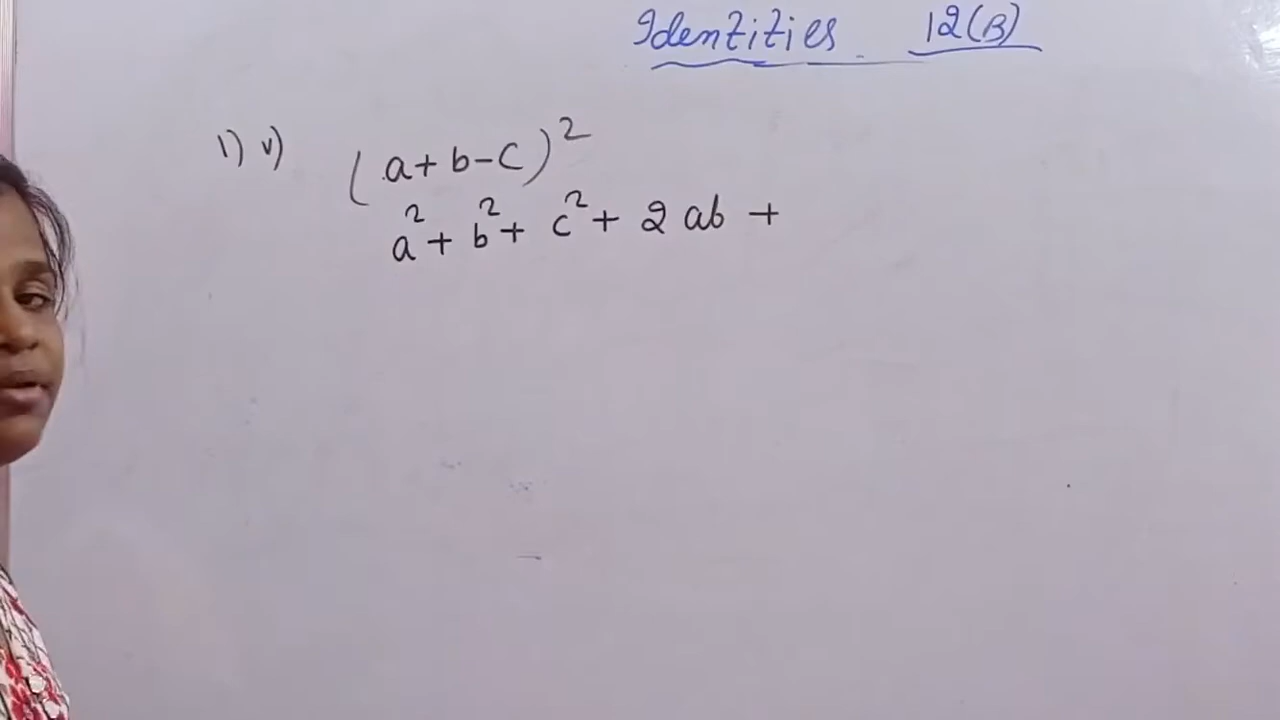 Identities 12(B)
1) v) (a+b-c)²
a²+b²+c²+2ab+